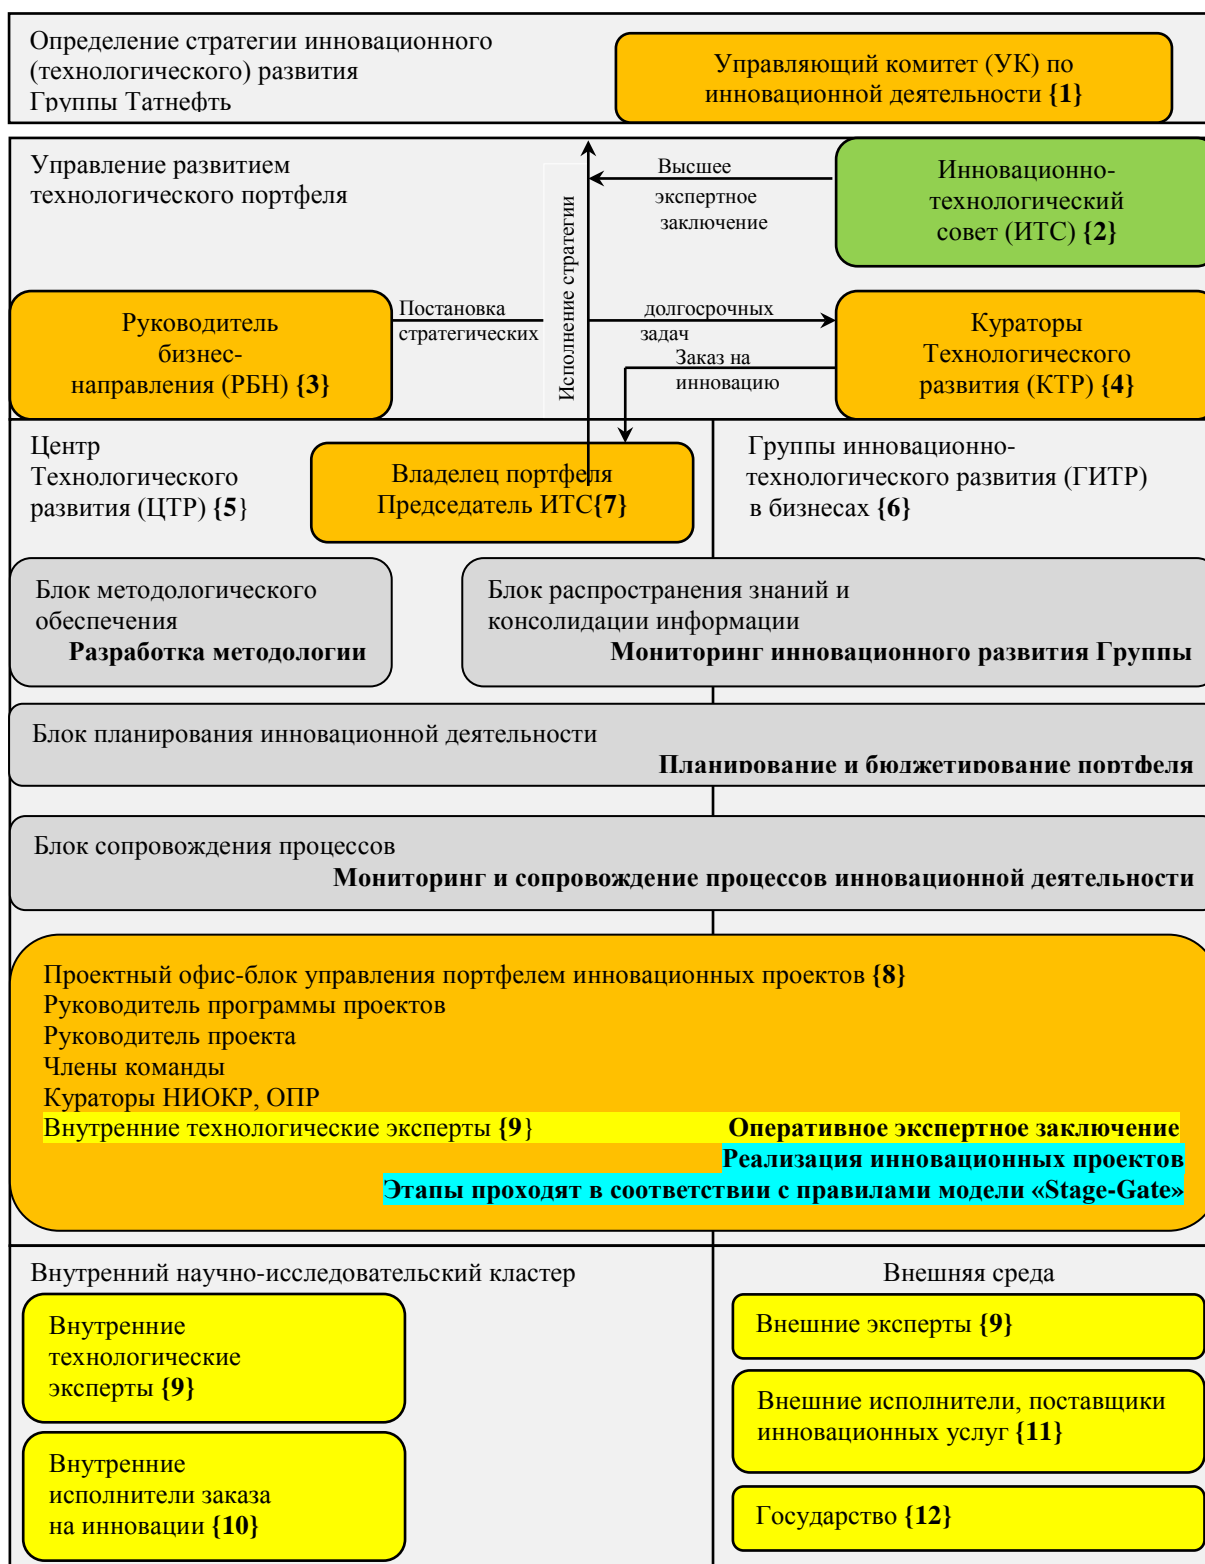 Определение стратегии инновационного
(технологического) развития
Группы Татнефть
Управляющий комитет (УК) по
инновационной деятельности {1}
Управление развитием
технологического портфеля
Исполнение стратегии
Высшее
экспертное
заключение
Инновационно-
технологический
совет (ИТС) {2}
Руководитель
бизнес-
направления (РБН) {3}
Постановка
стратегических
долгосрочных
задач
Заказ на
инновацию
Кураторы
Технологического
развития (КТР) {4}
Центр
Технологического
развития (ЦТР) {5}
Владелец портфеля
Председатель ИТС{7}
Группы инновационно-
технологического развития (ГИТР)
в бизнесах {6}
Блок методологического
обеспечения
Разработка методологии
Блок распространения знаний и
консолидации информации
Мониторинг инновационного развития Группы
Блок планирования инновационной деятельности
Планирование и бюджетирование портфеля
Блок сопровождения процессов
Мониторинг и сопровождение процессов инновационной деятельности
Проектный офис-блок управления портфелем инновационных проектов {8}
Руководитель программы проектов
Руководитель проекта
Члены команды
Кураторы НИОКР, ОПР
Внутренние технологические эксперты {9} Оперативное экспертное заключение
Реализация инновационных проектов
Этапы проходят в соответствии с правилами модели «Stage-Gate»
Внутренний научно-исследовательский кластер
Внутренние
технологические
эксперты {9}
Внутренние
исполнители заказа
на инновации {10}
Внешняя среда
Внешние эксперты {9}
Внешние исполнители, поставщики
инновационных услуг {11}
Государство {12}